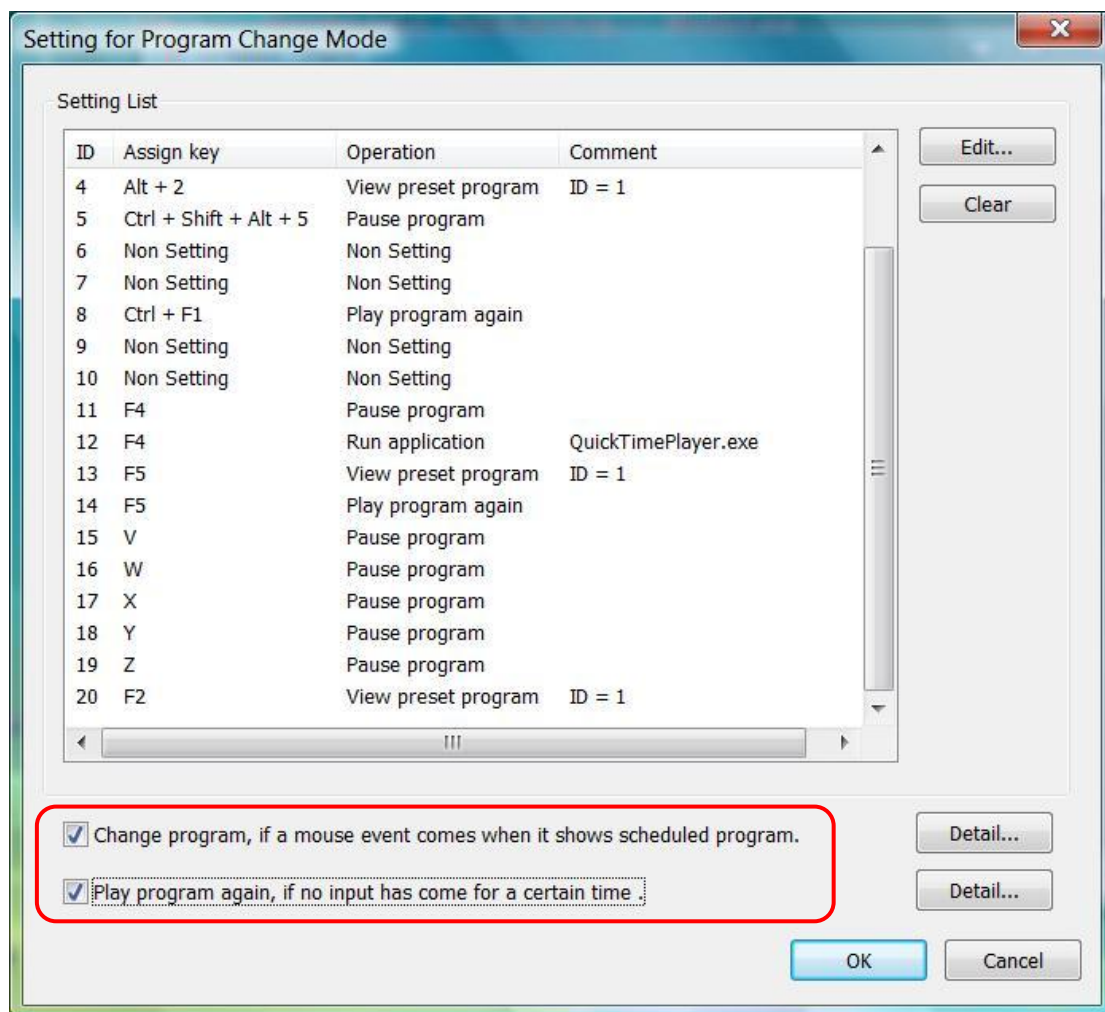 Setting for Program Change Mode
Setting List
ID Assign key Operation Comment
Edit...
4 Alt + 2 View preset program ID = 1
Clear
5 Ctrl + Shift + Alt + 5 Pause program
6 Non Setting Non Setting
7 Non Setting Non Setting
8 Ctrl + F1 Play program again
9 Non Setting Non Setting
10 Non Setting Non Setting
11 F4 Pause program
12 F4 Run application QuickTimePlayer.exe
13 F5 View preset program ID = 1
14 F5 Play program again
15 V Pause program
16 W Pause program
17 X Pause program
18 Y Pause program
19 Z Pause program
20 F2 View preset program ID = 1
Change program, if a mouse event comes when it shows scheduled program.
Detail...
Play program again, if no input has come for a certain time .
Detail...
OK Cancel